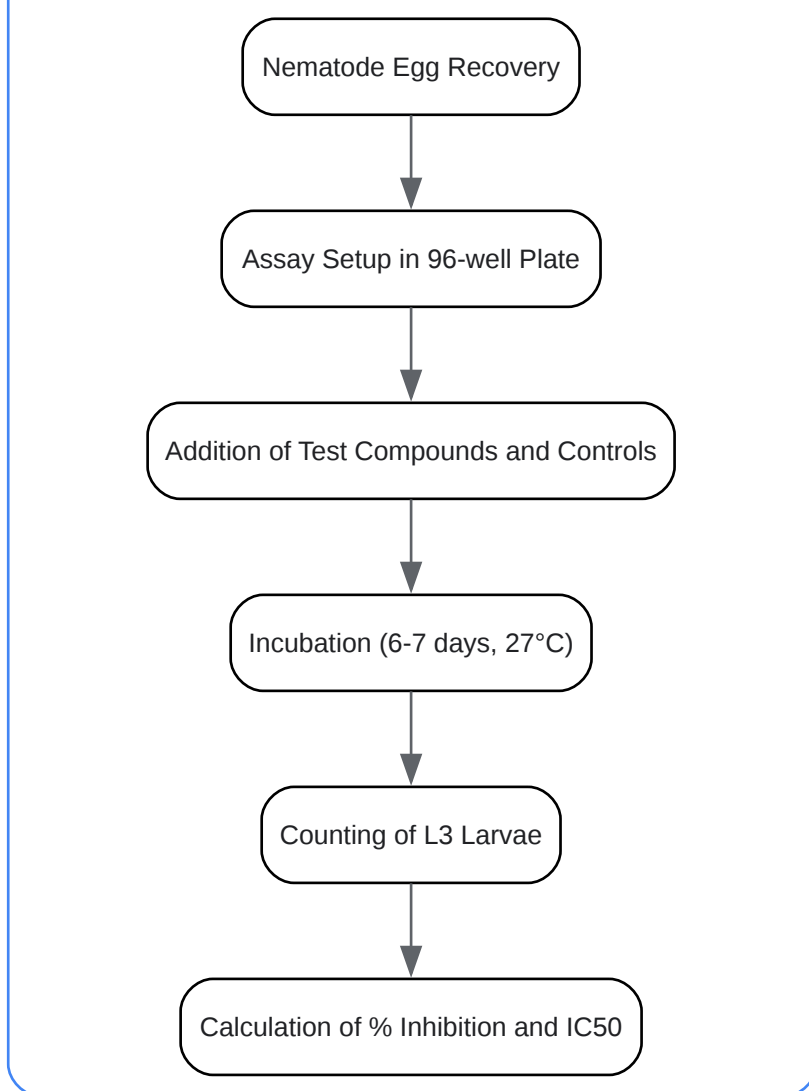 Nematode Egg Recovery
Assay Setup in 96-well Plate
Addition of Test Compounds and Controls
Incubation (6-7 days, 27°C)
Counting of L3 Larvae
Calculation of % Inhibition and IC50